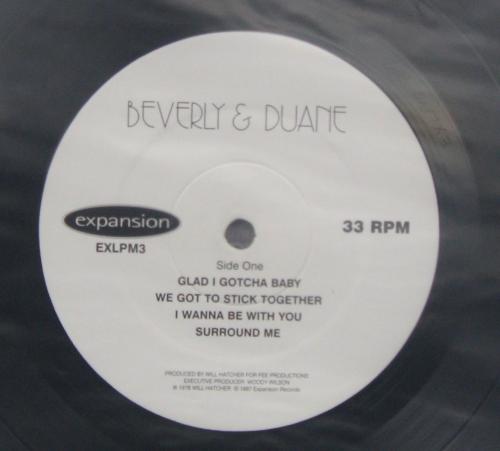 BEVERLY & DUANE
expansion
EXLPM3
33 RPM
Side One
GLAD I GOTCHA BABY
WE GOT TO STICK TOGETHER
I WANNA BE WITH YOU
SURROUND ME
PRODUCED BY WILL HATCHER FOR FEE PRODUCTIONS
EXECUTIVE PRODUCER WOODY WILSON
℗ 1978 WILL HATCHER © 1997 Expansion Records